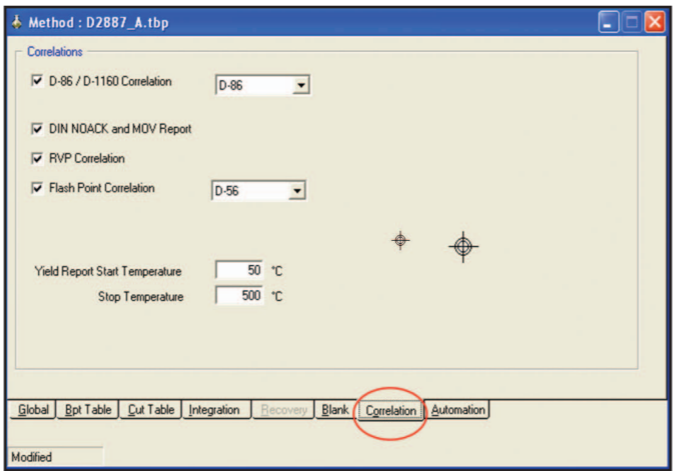 Method : D2887_A.tbp
Correlations
D-86 / D-1160 Correlation D-86
DIN NOACK and MOV Report
RVP Correlation
Flash Point Correlation D-56
Yield Report Start Temperature 50 °C
Stop Temperature 500 °C
Global Bpt Table Cut Table Integration Recovery Blank Correlation Automation
Modified